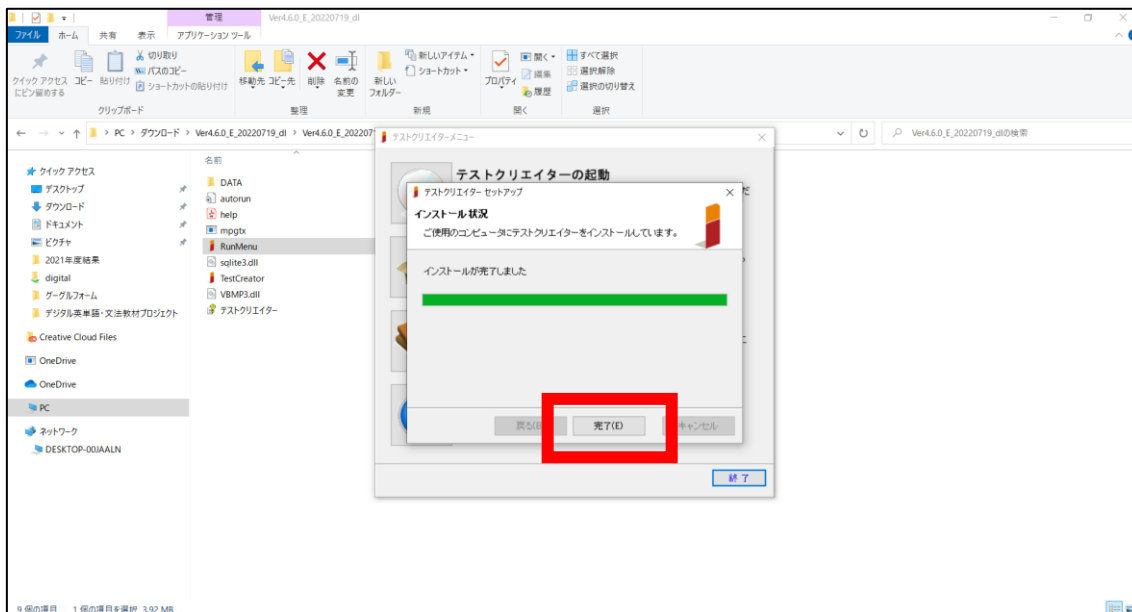 管理
Ver4.6.0_E_20220719_dl
ファイル ホーム 共有 表示 アプリケーション ツール
クイック アクセス
にピン留めする
コピー
貼り付け
切り取り
パスのコピー
ショートカットの貼り付け
クリップボード
移動先
コピー先
削除
名前の
変更
整理
新しい
フォルダー
新しいアイテム
ショートカット
新規
プロパティ
開く
編集
履歴
開く
すべて選択
選択解除
選択の切り替え
選択
PC > ダウンロード > Ver4.6.0_E_20220719_dl >
Ver4.6.0_E_20220719_dlの検索
クイック アクセス
デスクトップ
ダウンロード
ドキュメント
ピクチャ
2021年度結果
digital
グーグルフォーム
デジタル英単語・文法教材プロジェクト
Creative Cloud Files
OneDrive
OneDrive
PC
ネットワーク
DESKTOP-00JAALN
名前
DATA
autorun
help
mpgtx
RunMenu
sqlite3.dll
TestCreator
VBMP3.dll
テストクリエイター
テストクリエイターメニュー
テストクリエイターの起動
テストクリエイター セットアップ
インストール状況
ご使用のコンピュータにテストクリエイターをインストールしています。
インストールが完了しました
完了(E)
キャンセル
終了
9 個の項目 1 個の項目を選択 3.92 MB